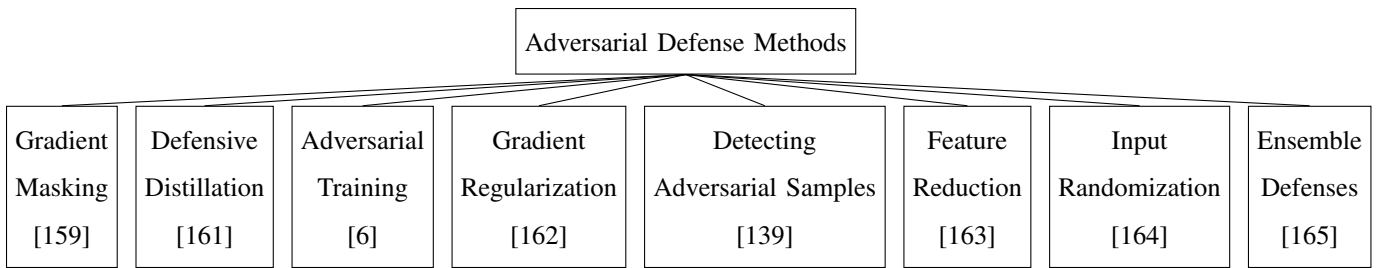 Adversarial Defense Methods
Gradient
Masking
[159]
Defensive
Distillation
[161]
Adversarial
Training
[6]
Gradient
Regularization
[162]
Detecting
Adversarial Samples
[139]
Feature
Reduction
[163]
Input
Randomization
[164]
Ensemble
Defenses
[165]